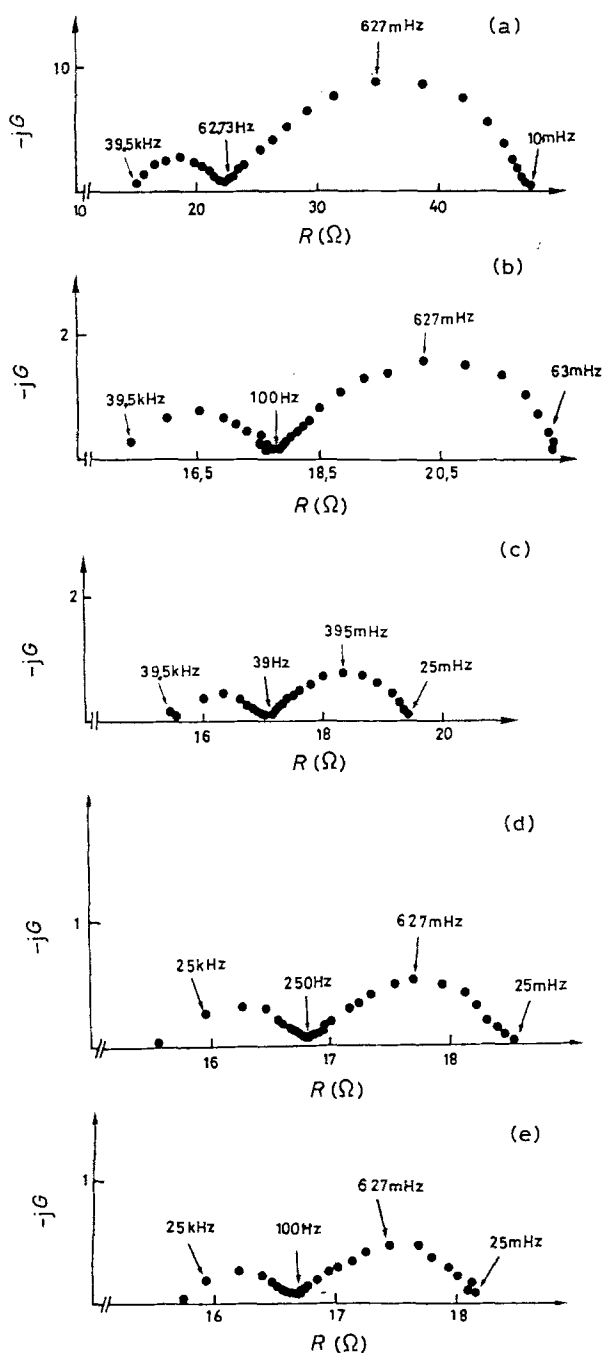 (a)
627mHz
10
-jG
39,5kHz
62,73Hz
10mHz
10 20 30 40
R (Ω)
(b)
627mHz
2
-jG
39,5kHz
100Hz
63mHz
16,5 18,5 20,5
R (Ω)
(c)
2
395mHz
-jG
39,5kHz
39Hz
25mHz
16 18 20
R (Ω)
(d)
1
627mHz
-jG
25kHz
250Hz
25mHz
16 17 18
R (Ω)
(e)
1
627mHz
-jG
25kHz
100Hz
25mHz
16 17 18
R (Ω)